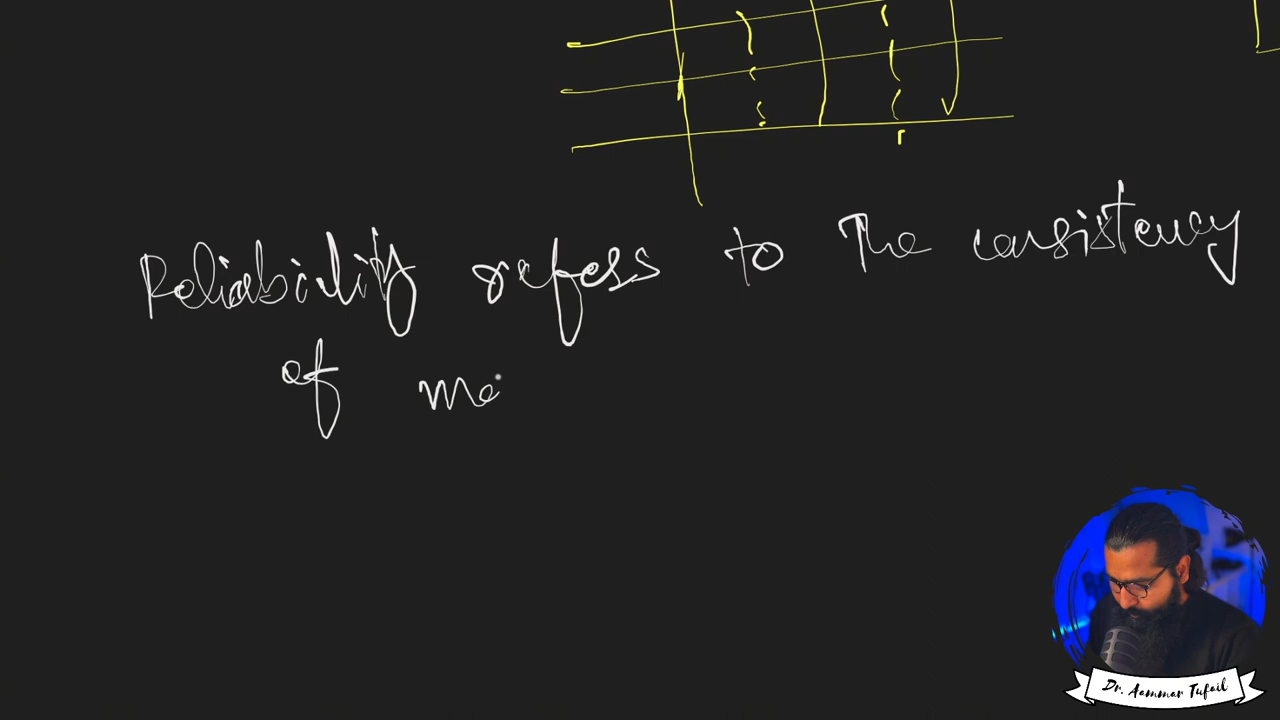 Reliability refers to The consistency
of me
Dr. Aammar Tufail